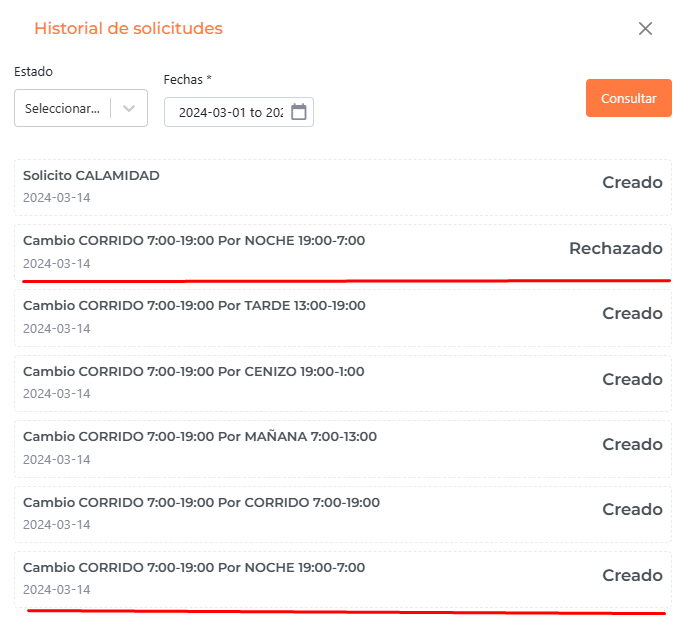 Historial de solicitudes
Estado
Fechas *
Seleccionar...
2024-03-01 to 202
Consultar
Solicito CALAMIDAD
Creado
2024-03-14
Cambio CORRIDO 7:00-19:00 Por NOCHE 19:00-7:00
Rechazado
2024-03-14
Cambio CORRIDO 7:00-19:00 Por TARDE 13:00-19:00
Creado
2024-03-14
Cambio CORRIDO 7:00-19:00 Por CENIZO 19:00-1:00
Creado
2024-03-14
Cambio CORRIDO 7:00-19:00 Por MAÑANA 7:00-13:00
Creado
2024-03-14
Cambio CORRIDO 7:00-19:00 Por CORRIDO 7:00-19:00
Creado
2024-03-14
Cambio CORRIDO 7:00-19:00 Por NOCHE 19:00-7:00
Creado
2024-03-14